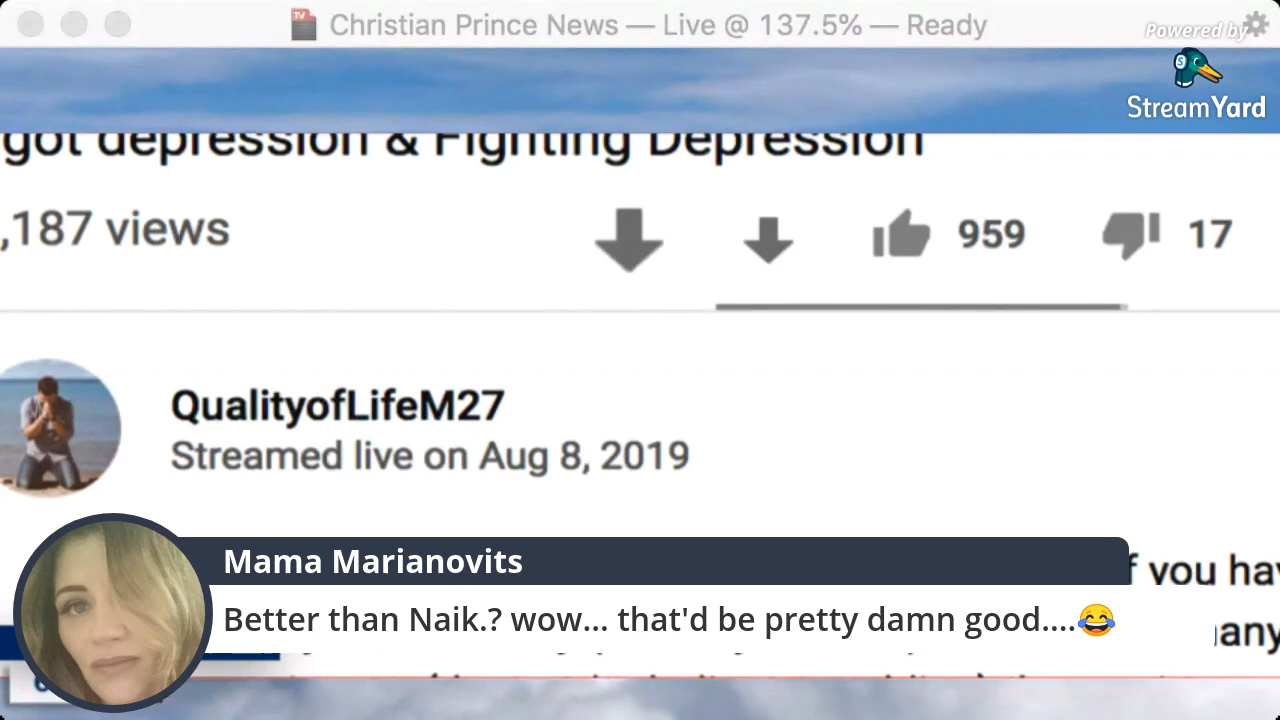 Christian Prince News — Live @ 137.5% — Ready
Powered by
StreamYard
got depression & Fighting Depression
,187 views
959
17
QualityofLifeM27
Streamed live on Aug 8, 2019
Mama Marianovits
you hav
Better than Naik.? wow... that'd be pretty damn good....😂
any